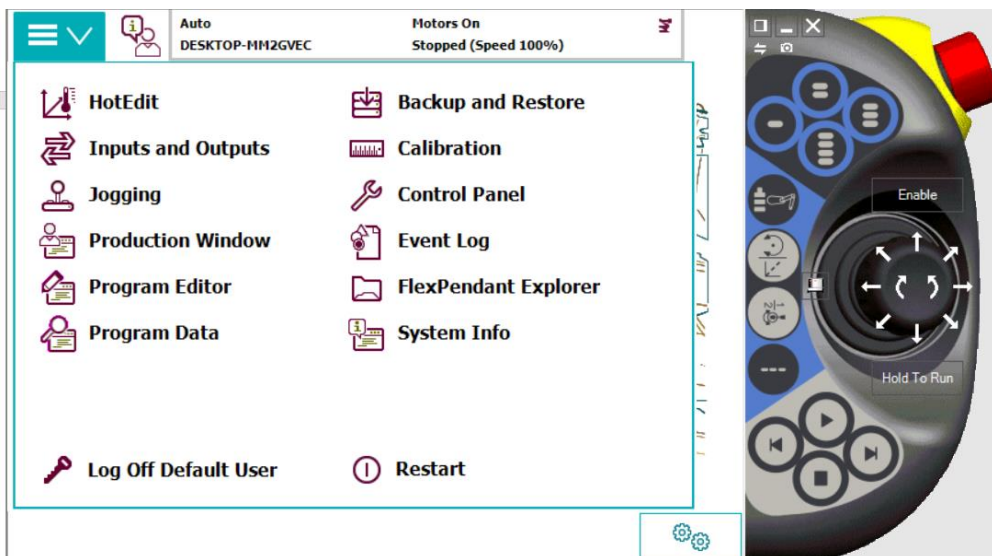 Auto
DESKTOP-MM2GVEC
Motors On
Stopped (Speed 100%)
HotEdit
Inputs and Outputs
Jogging
Production Window
Program Editor
Program Data
Backup and Restore
Calibration
Control Panel
Event Log
FlexPendant Explorer
System Info
Log Off Default User
Restart
Enable
Hold To Run